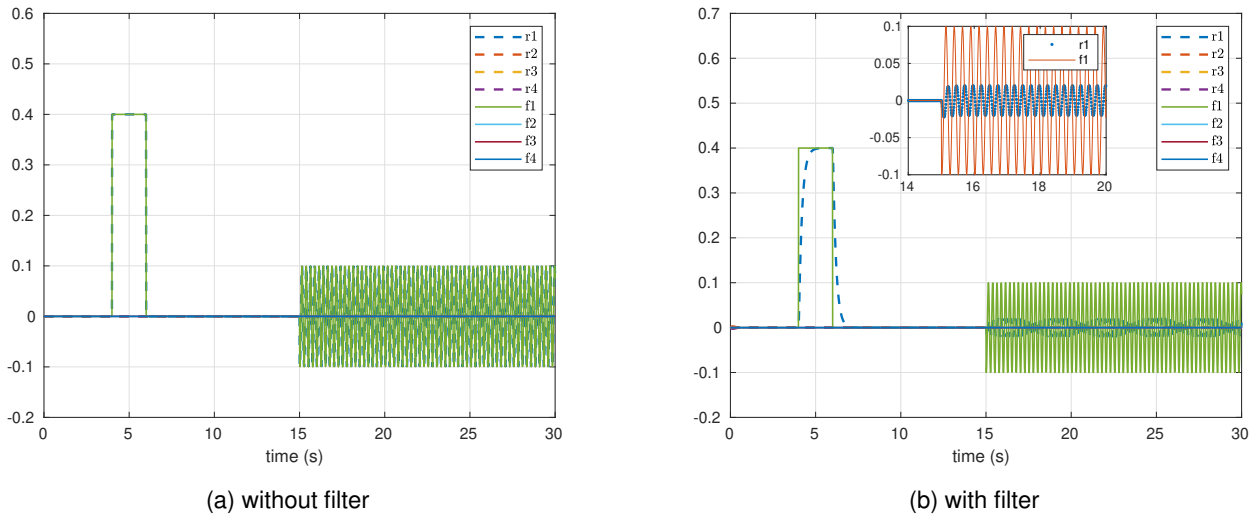 0.6
0.5
0.4
0.3
0.2
0.1
0
-0.1
-0.2
0
5
10
15
20
25
30
time (s)
r1
r2
r3
r4
f1
f2
f3
f4
(a) without filter
0.7
0.6
0.5
0.4
0.3
0.2
0.1
0
-0.1
-0.2
0
5
10
15
20
25
30
time (s)
0.1
0.05
0
-0.05
-0.1
14
16
18
20
r1
f1
r1
r2
r3
r4
f1
f2
f3
f4
(b) with filter